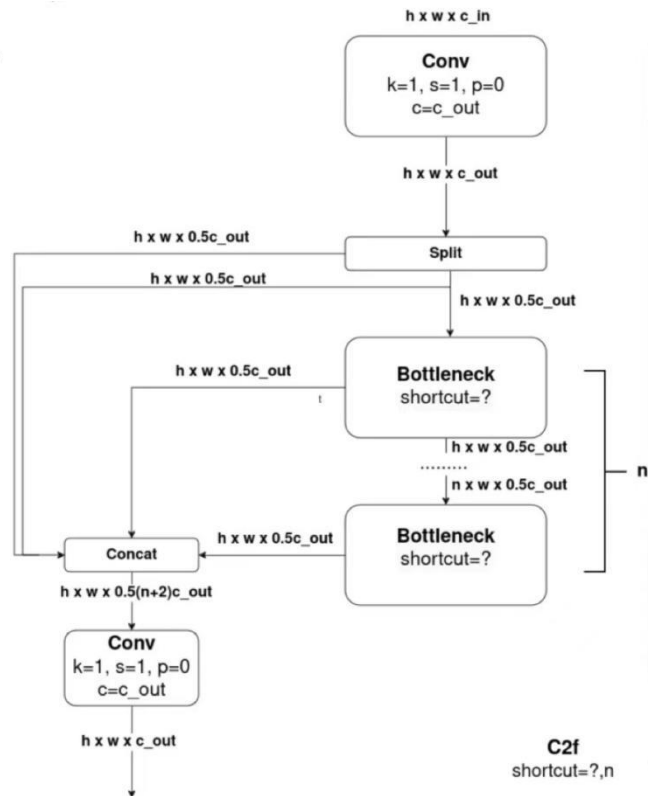 h x w x c_in
Conv
k=1, s=1, p=0
c=c_out
h x w x c_out
h x w x 0.5c_out
Split
h x w x 0.5c_out
h x w x 0.5c_out
Bottleneck
shortcut=?
h x w x 0.5c_out
t
h x w x 0.5c_out
.........
n
n x w x 0.5c_out
Bottleneck
shortcut=?
h x w x 0.5c_out
Concat
h x w x 0.5(n+2)c_out
Conv
k=1, s=1, p=0
c=c_out
h x w x c_out
C2f
shortcut=?,n